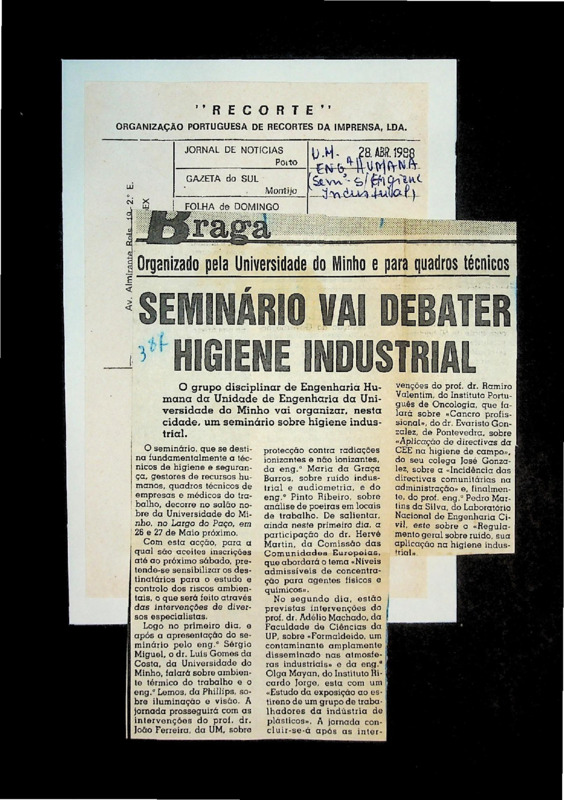 "RECORTE"
ORGANIZAÇÃO PORTUGUESA DE RECORTES DA IMPRENSA, LDA.
JORNAL DE NOTICIAS
Porto
GAZETA do SUL
Montijo
FOLHA de DOMINGO
U.M. 28. ABR. 1988
ENGª HUMANA
(Sem. s/Higiene
Industrial)
Av. Almirante Reis, 19, 2.º E.
EX
Braga
Organizado pela Universidade do Minho e para quadros técnicos
SEMINÁRIO VAI DEBATER
HIGIENE INDUSTRIAL
O grupo disciplinar de Engenharia Hu-
mana da Unidade de Engenharia da Uni-
versidade do Minho vai organizar, nesta
cidade, um seminário sobre higiene indus-
trial.
O seminário, que se des-
tina fundamentalmente a téc-
nicos de higiene e seguran-
ça, gestores de recursos hu-
manos, quadros técnicos de
empresas e médicos do tra-
balho, decorre no salão no-
bre da Universidade do Mi-
nho, no Largo do Paço, em
26 e 27 de Maio próximo.
Com esta acção, para a
qual são aceites inscrições
até ao próximo sábado, pre-
tende-se sensibilizar os des-
tinatários para o estudo e
controlo dos riscos ambien-
tais, o que será feito através
das intervenções de diver-
sos especialistas.
Logo no primeiro dia, e
após a apresentação do se-
minário pelo eng.º Sérgio
Miguel, o dr. Luís Gomes da
Costa, da Universidade do
Minho, falará sobre ambien-
te térmico do trabalho e o
eng.º Lemos, da Phillips, so-
bre iluminação e visão. A
jornada prosseguirá com as
intervenções do prof. dr.
João Ferreira, da UM, sobre
protecção contra radiações
ionizantes e não ionizantes,
da eng.ª Maria da Graça
Barros, sobre ruído indus-
trial e audiometria, e do
eng.º Pinto Ribeiro, sobre
análise de poeiras em locais
de trabalho. De salientar,
ainda neste primeiro dia, a
participação do dr. Hervé
Martin, da Comissão das
Comunidades Europeias,
que abordará o tema «Níveis
admissíveis de concentra-
ção para agentes físicos e
químicos».
No segundo dia, estão
previstas intervenções do
prof. dr. Adélio Machado, da
Faculdade de Ciências da
UP, sobre «Formaldeído, um
contaminante amplamente
disseminado nas atmosfe-
ras industriais» e da eng.ª
Olga Mayan, do Instituto Ri-
cardo Jorge, esta com um
«Estudo da exposição ao es-
tireno de um grupo de traba-
lhadores da indústria de
plásticos». A jornada con-
cluir-se-á após as inter-
venções do prof. dr. Ramiro
Valentim, do Instituto Portu-
guês de Oncologia, que fa-
lará sobre «Cancro profis-
sional», do dr. Evaristo Gon-
zalez, de Pontevedra, sobre
«Aplicação de directivas da
CEE na higiene de campo»,
do seu colega José Gonza-
lez, sobre a «Incidência das
directivas comunitárias na
administração» e, finalmen-
te, do prof. eng.º Pedro Mar-
tins da Silva, do Laboratório
Nacional de Engenharia Ci-
vil, este sobre o «Regula-
mento geral sobre ruído, sua
aplicação na higiene indus-
trial».